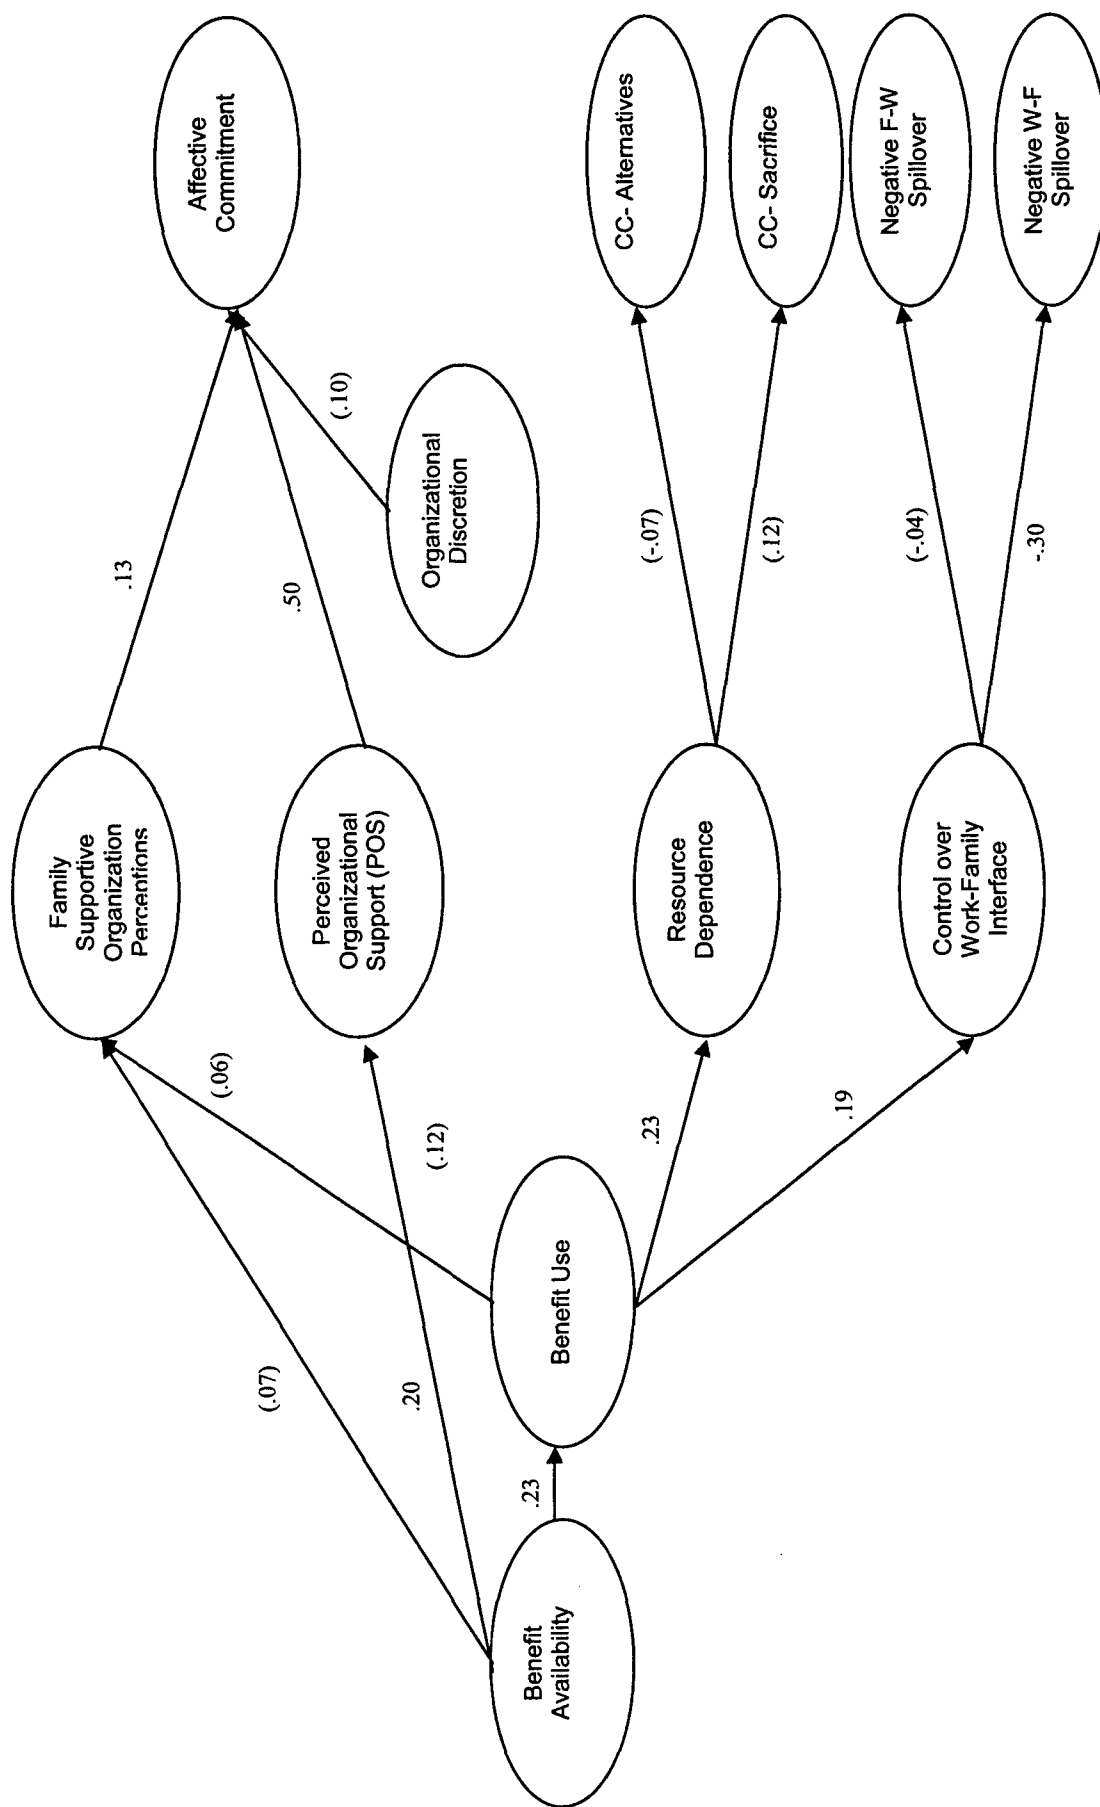 Benefit
Availability
.23
Benefit Use
(.07)
.20
(.06)
(.12)
.23
.19
Family
Supportive
Organization
Percentions
Perceived
Organizational
Support (POS)
Resource
Dependence
Control over
Work-Family
Interface
.13
.50
(.10)
Organizational
Discretion
(-.07)
(.12)
(-.04)
-.30
Affective
Commitment
CC- Alternatives
CC- Sacrifice
Negative F-W
Spillover
Negative W-F
Spillover